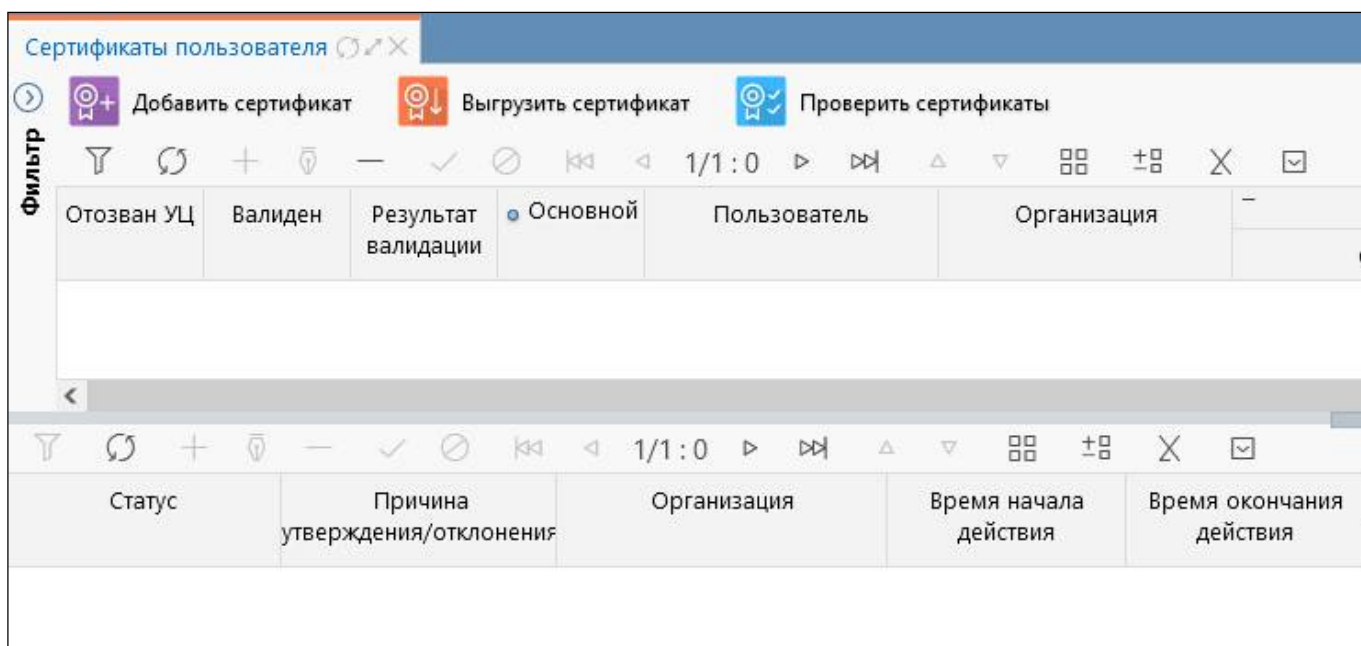 Сертификаты пользователя
Добавить сертификат Выгрузить сертификат Проверить сертификаты
Фильтр
1/1 : 0
Отозван УЦ Валиден Результат валидации Основной Пользователь Организация
1/1 : 0
Статус Причина утверждения/отклонения Организация Время начала действия Время окончания действия